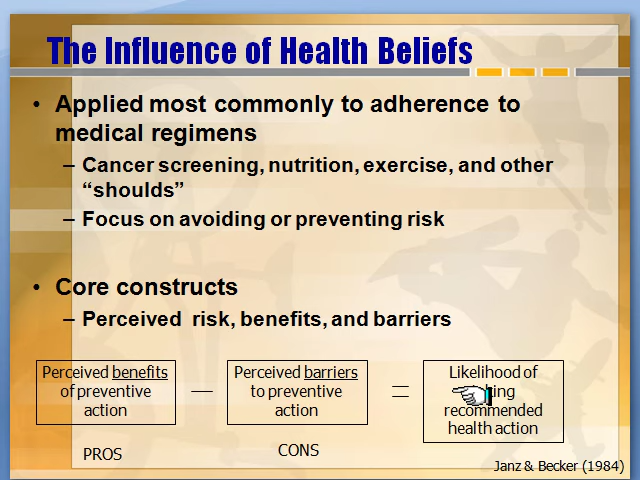 The Influence of Health Beliefs
• Applied most commonly to adherence to
medical regimens
– Cancer screening, nutrition, exercise, and other
“shoulds”
– Focus on avoiding or preventing risk
• Core constructs
– Perceived risk, benefits, and barriers
Perceived benefits
of preventive
action
—
Perceived barriers
to preventive
action
=
Likelihood of
recommended
health action
PROS
CONS
Janz & Becker (1984)